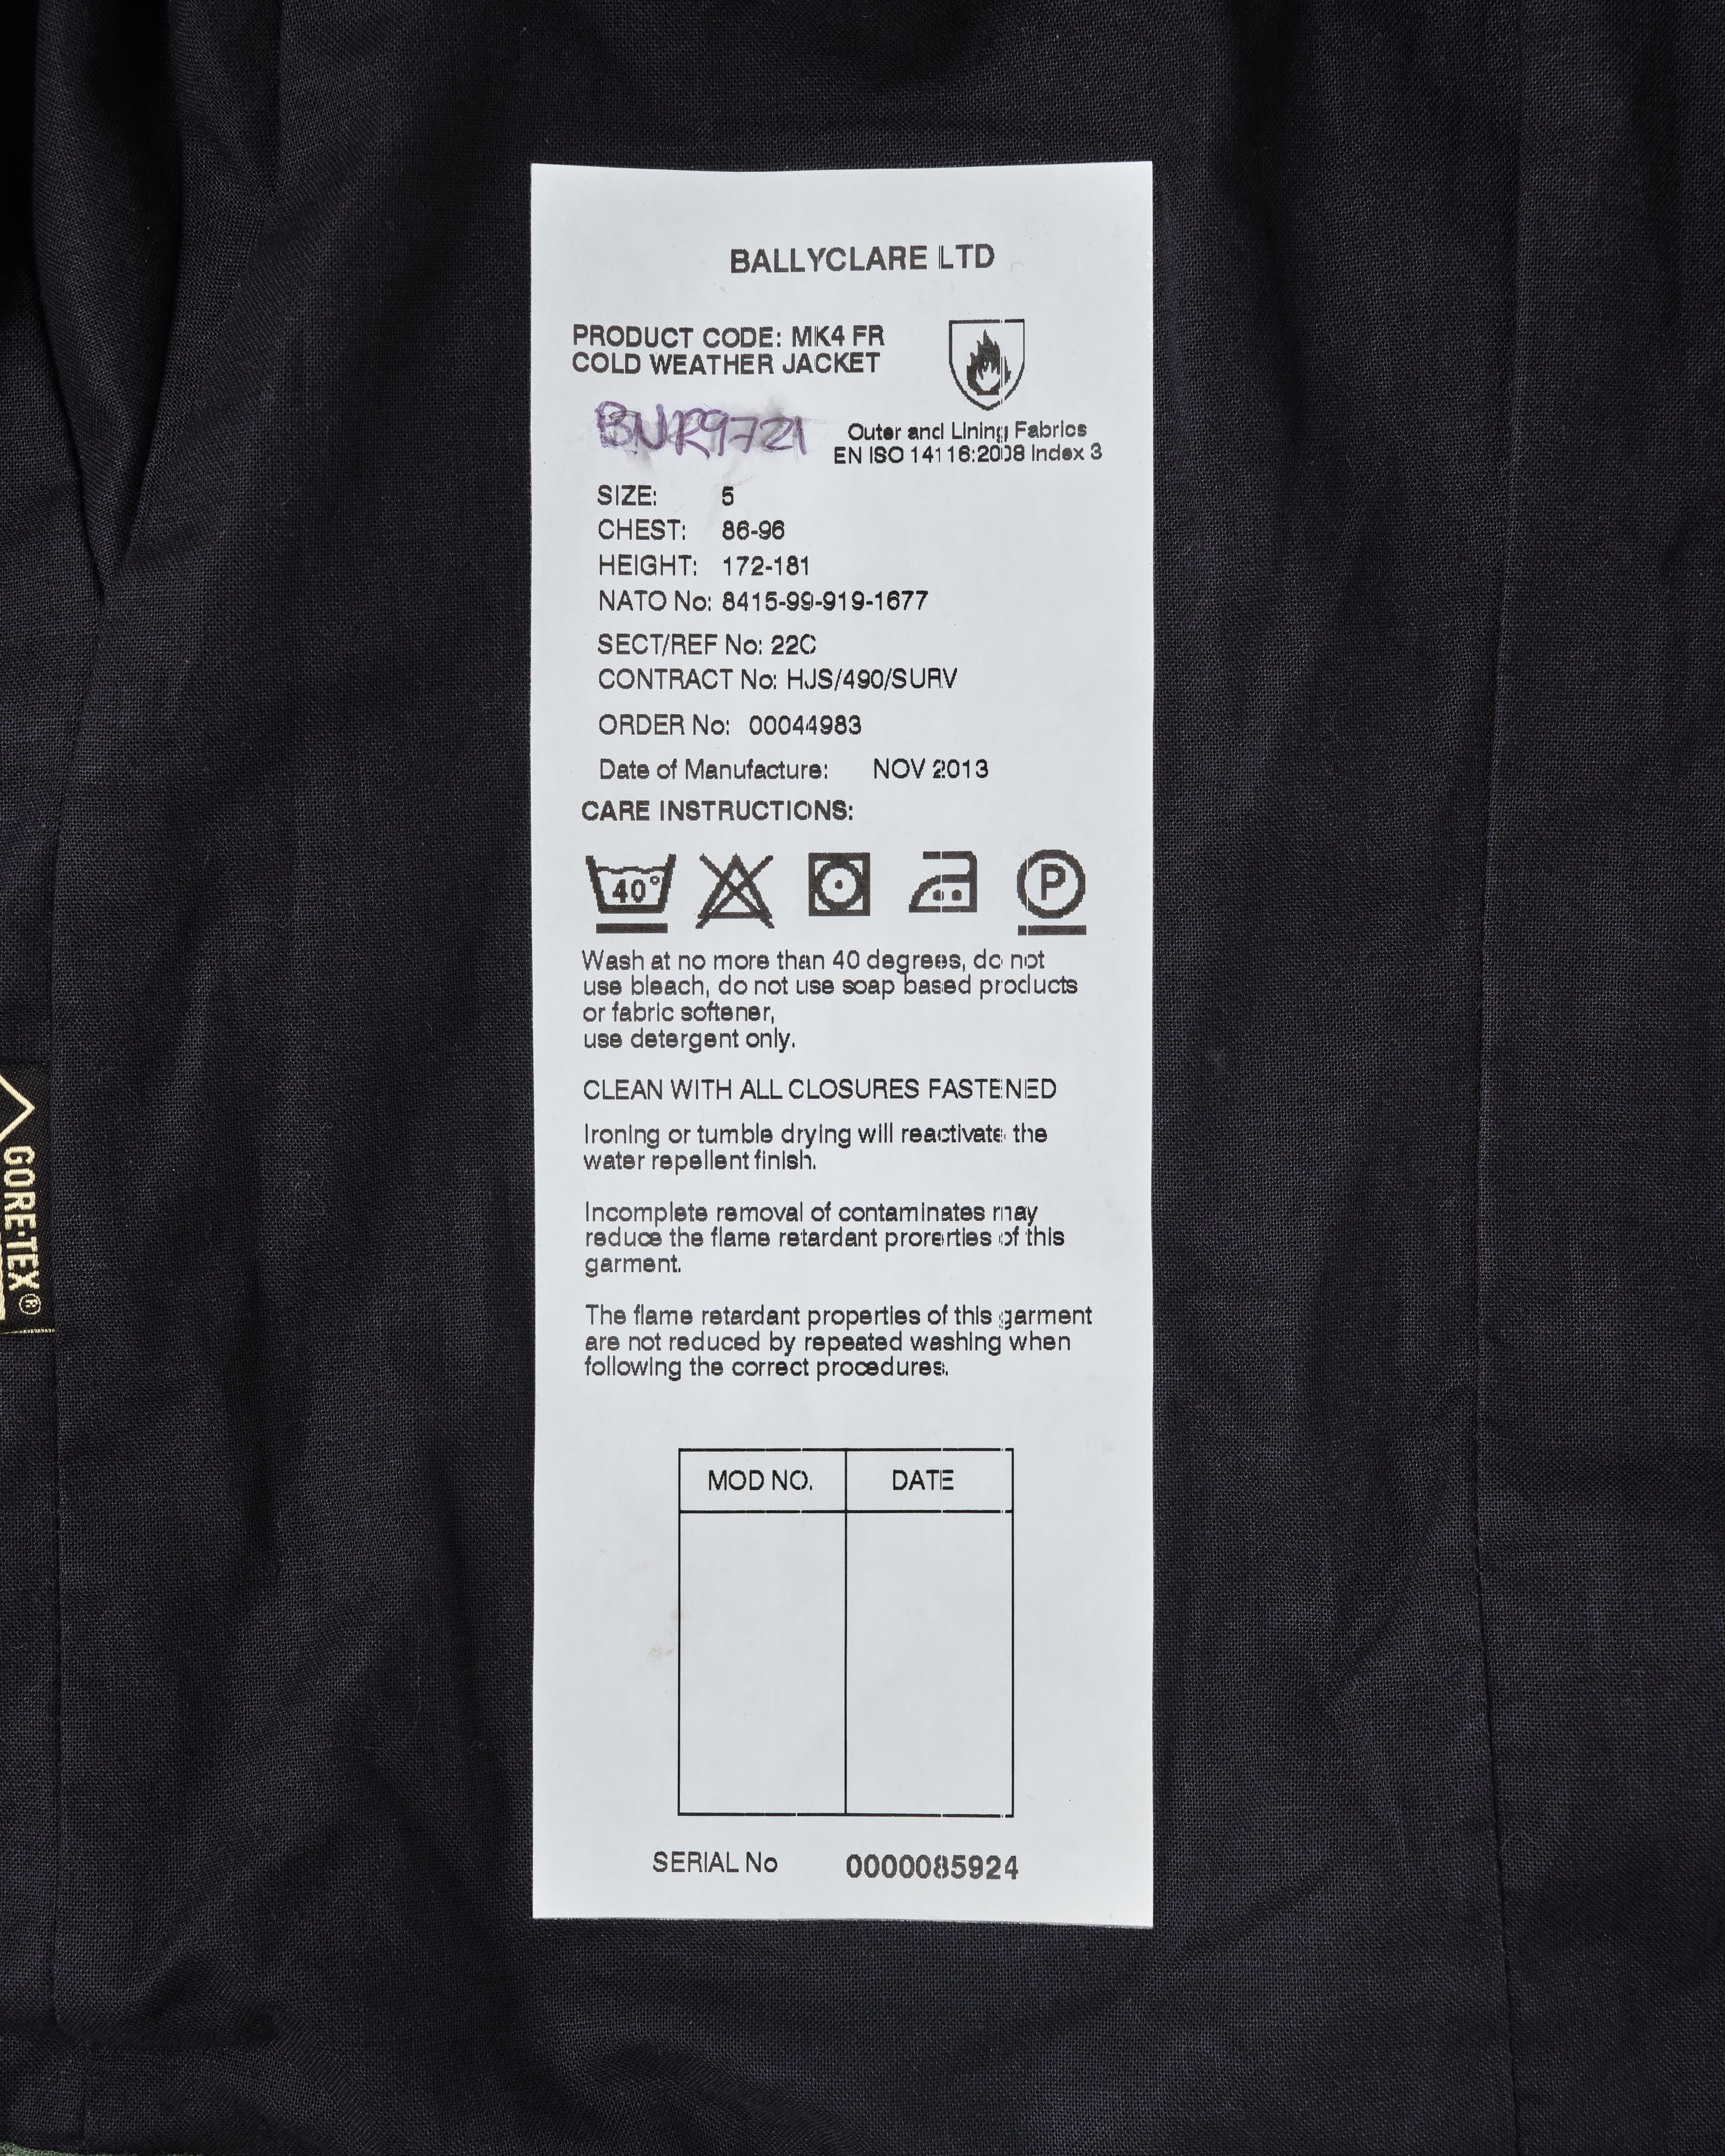 BALLYCLARE LTD
PRODUCT CODE: MK4 FR
COLD WEATHER JACKET
BNR9721
Outer and Lining Fabrics
EN ISO 14116:2008 Index 3
SIZE: 5
CHEST: 86-96
HEIGHT: 172-181
NATO No: 8415-99-919-1677
SECT/REF No: 22C
CONTRACT No: HJS/490/SURV
ORDER No: 00044983
Date of Manufacture: NOV 2013
CARE INSTRUCTIONS:
40° P
Wash at no more than 40 degrees, do not
use bleach, do not use soap based products
or fabric softener,
use detergent only.
CLEAN WITH ALL CLOSURES FASTENED
Ironing or tumble drying will reactivate the
water repellent finish.
Incomplete removal of contaminates may
reduce the flame retardant prorerties of this
garment.
The flame retardant properties of this garment
are not reduced by repeated washing when
following the correct procedures.
MOD NO. DATE
SERIAL No 0000085924
GORE-TEX®